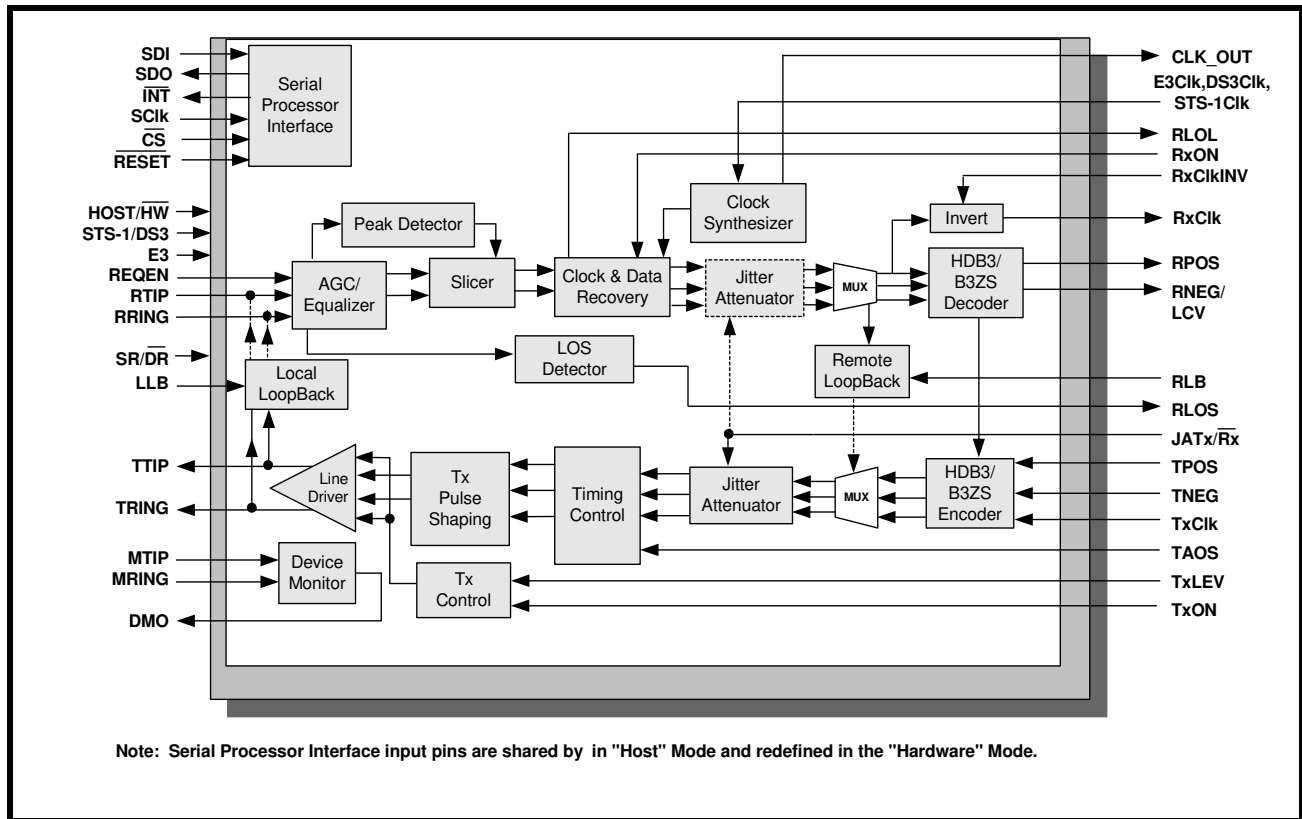 SDI
SDO
INT
SClk
CS
RESET
HOST/HW
STS-1/DS3
E3
REQEN
RTIP
RRING
SR/DR
LLB
TTIP
TRING
MTIP
MRING
DMO
Serial
Processor
Interface
Peak Detector
AGC/
Equalizer
Slicer
Clock & Data
Recovery
Clock
Synthesizer
Jitter
Attenuator
MUX
Invert
HDB3/
B3ZS
Decoder
LOS
Detector
Remote
LoopBack
Local
LoopBack
Line
Driver
Tx
Pulse
Shaping
Timing
Control
Jitter
Attenuator
MUX
HDB3/
B3ZS
Encoder
Device
Monitor
Tx
Control
CLK_OUT
E3Clk,DS3Clk,
STS-1Clk
RLOL
RxON
RxClkINV
RxClk
RPOS
RNEG/
LCV
RLB
RLOS
JATx/Rx
TPOS
TNEG
TxClk
TAOS
TxLEV
TxON
Note: Serial Processor Interface input pins are shared by in "Host" Mode and redefined in the "Hardware" Mode.